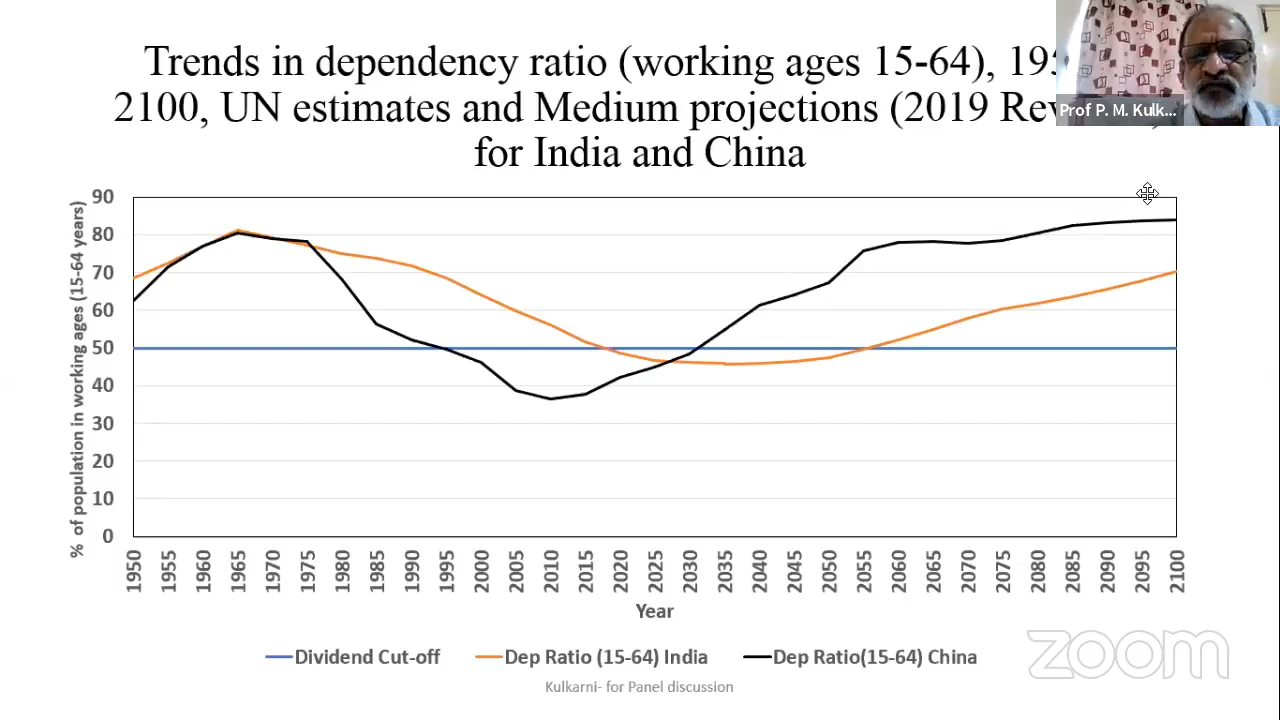 Trends in dependency ratio (working ages 15-64),
2100, UN estimates and Medium projections (2019
for India and China
Prof P. M. Kulk...
% of population in working ages (15-64 years)
90
80
70
60
50
40
30
20
10
0
1950 1955 1960 1965 1970 1975 1980 1985 1990 1995 2000 2005 2010 2015 2020 2025 2030 2035 2040 2045 2050 2055 2060 2065 2070 2075 2080 2085 2090 2095 2100
Year
Dividend Cut-off Dep Ratio (15-64) India Dep Ratio(15-64) China
Kulkarni- for Panel discussion
zoom